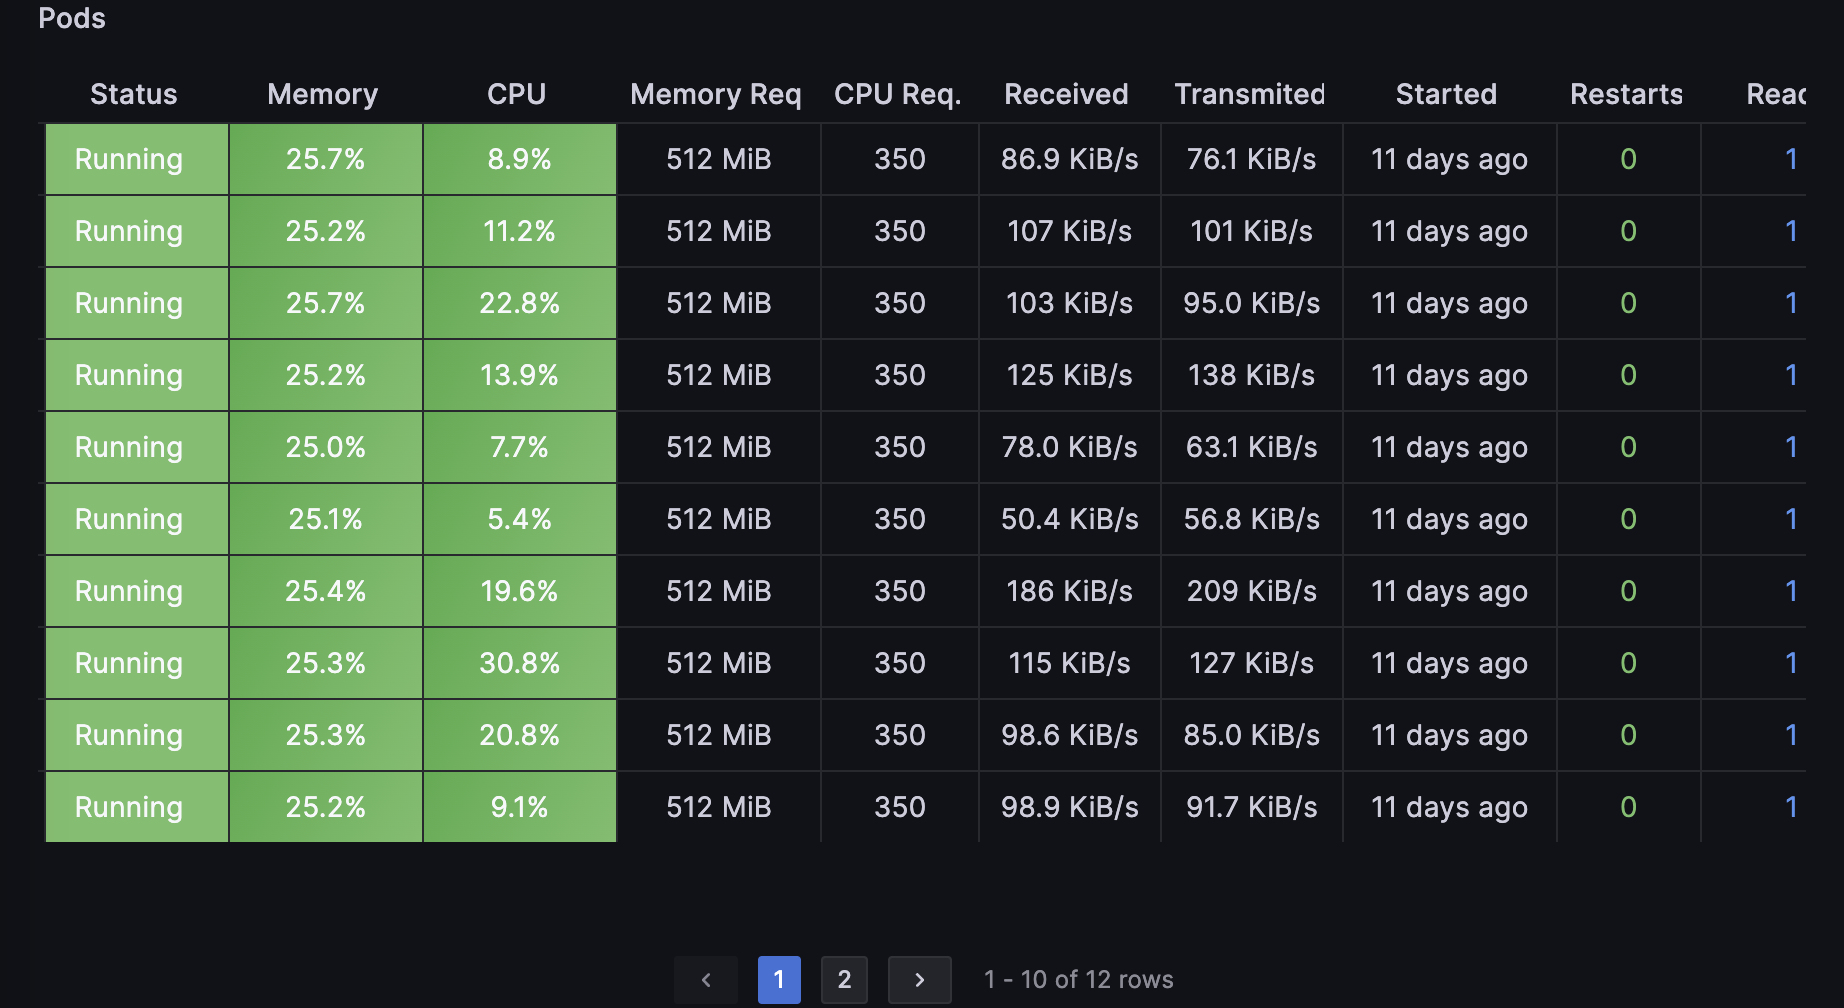 Pods
Status Memory CPU Memory Req CPU Req. Received Transmited Started Restarts Reac
Running 25.7% 8.9% 512 MiB 350 86.9 KiB/s 76.1 KiB/s 11 days ago 0 1
Running 25.2% 11.2% 512 MiB 350 107 KiB/s 101 KiB/s 11 days ago 0 1
Running 25.7% 22.8% 512 MiB 350 103 KiB/s 95.0 KiB/s 11 days ago 0 1
Running 25.2% 13.9% 512 MiB 350 125 KiB/s 138 KiB/s 11 days ago 0 1
Running 25.0% 7.7% 512 MiB 350 78.0 KiB/s 63.1 KiB/s 11 days ago 0 1
Running 25.1% 5.4% 512 MiB 350 50.4 KiB/s 56.8 KiB/s 11 days ago 0 1
Running 25.4% 19.6% 512 MiB 350 186 KiB/s 209 KiB/s 11 days ago 0 1
Running 25.3% 30.8% 512 MiB 350 115 KiB/s 127 KiB/s 11 days ago 0 1
Running 25.3% 20.8% 512 MiB 350 98.6 KiB/s 85.0 KiB/s 11 days ago 0 1
Running 25.2% 9.1% 512 MiB 350 98.9 KiB/s 91.7 KiB/s 11 days ago 0 1
1 2 1 - 10 of 12 rows